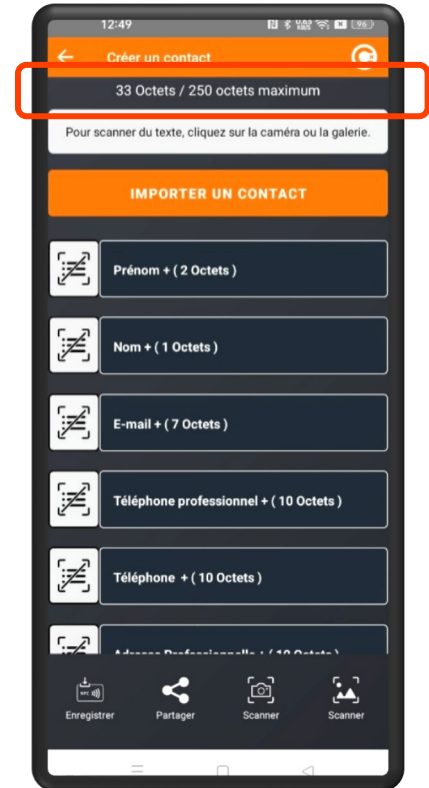 12:49
96
Créer un contact
33 Octets / 250 octets maximum
Pour scanner du texte, cliquez sur la caméra ou la galerie.
IMPORTER UN CONTACT
Prénom + ( 2 Octets )
Nom + ( 1 Octets )
E-mail + ( 7 Octets )
Téléphone professionnel + ( 10 Octets )
Téléphone + ( 10 Octets )
Enregistrer
Partager
Scanner
Scanner